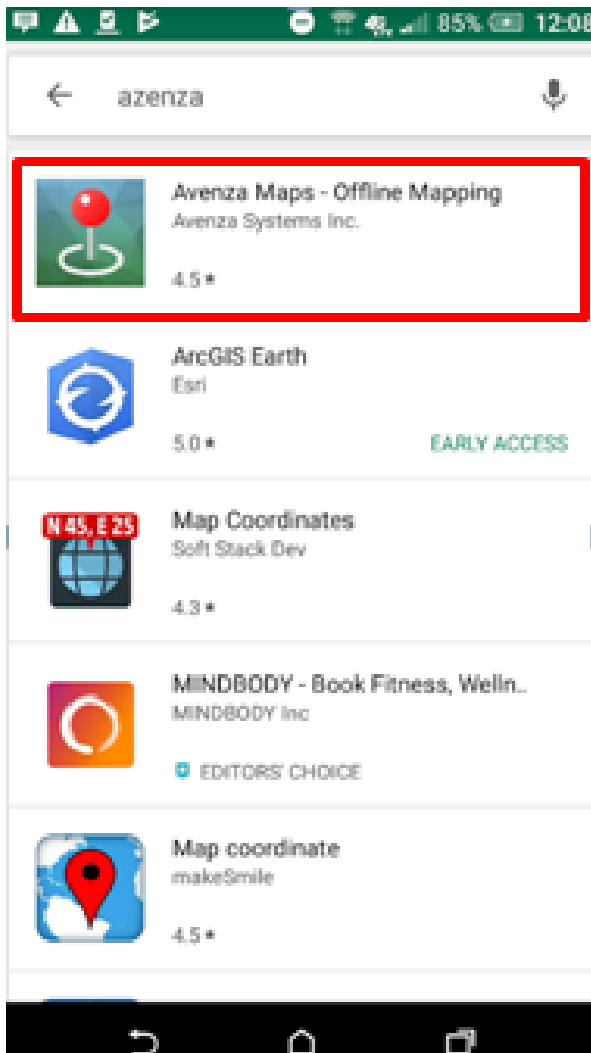 85% 12:08
azenza
Avenza Maps - Offline Mapping
Avenza Systems Inc.
4.5★
ArcGIS Earth
Esri
5.0★ EARLY ACCESS
N 45, E 25
Map Coordinates
Soft Stack Dev
4.3★
MINDBODY - Book Fitness, Welln..
MINDBODY Inc
EDITORS' CHOICE
Map coordinate
makeSmile
4.5★